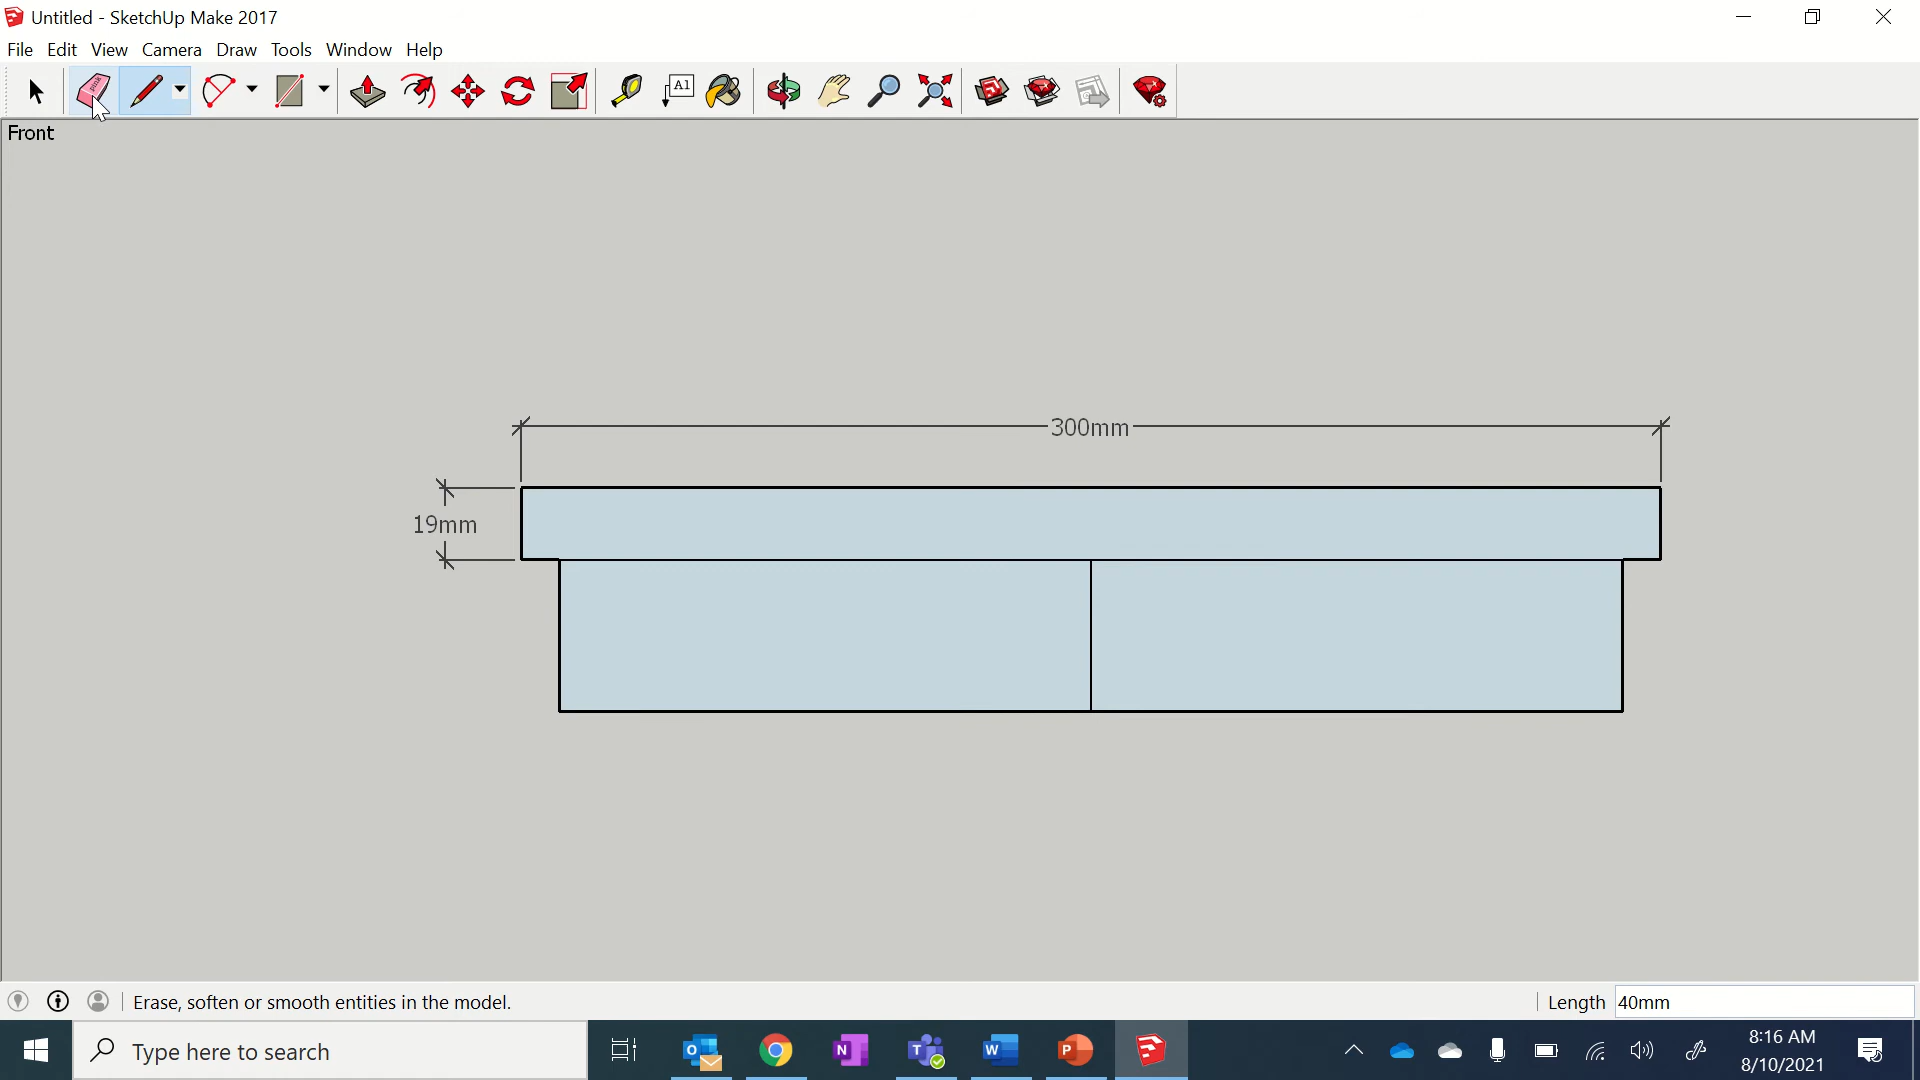 Untitled - SketchUp Make 2017
File Edit View Camera Draw Tools Window Help
A1
Front
300mm
19mm
Erase, soften or smooth entities in the model.
Length 40mm
Type here to search
8:16 AM
8/10/2021